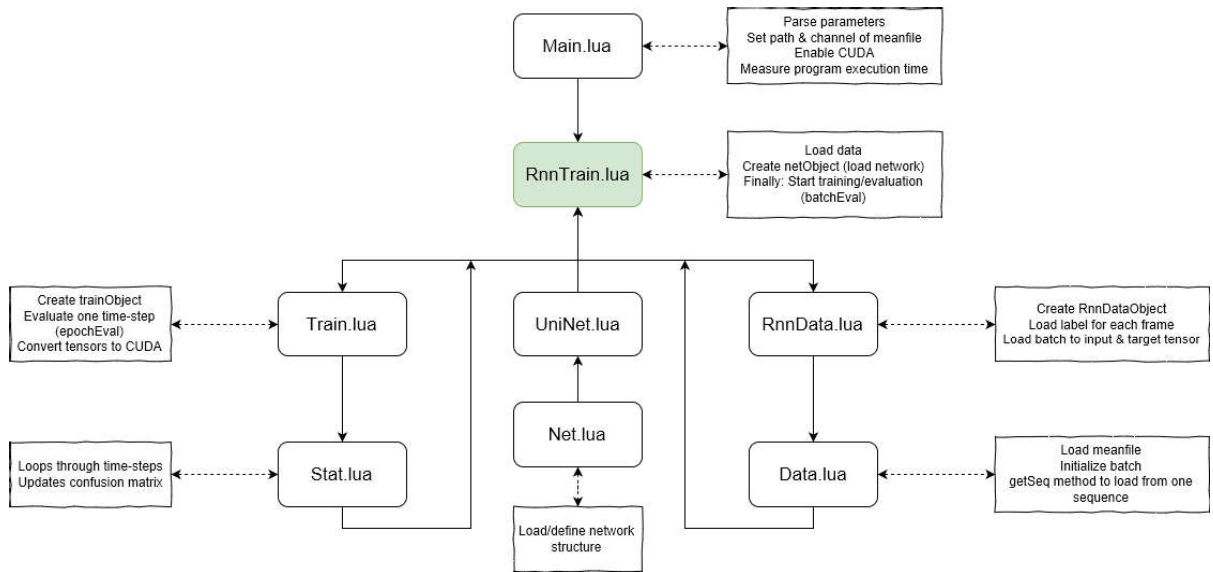 Main.lua
Parse parameters
Set path & channel of meanfile
Enable CUDA
Measure program execution time
RnnTrain.lua
Load data
Create netObject (load network)
Finally: Start training/evaluation
(batchEval)
Create trainObject
Evaluate one time-step
(epochEval)
Convert tensors to CUDA
Train.lua
UniNet.lua
RnnData.lua
Create RnnDataObject
Load label for each frame
Load batch to input & target tensor
Loops through time-steps
Updates confusion matrix
Stat.lua
Net.lua
Data.lua
Load meanfile
Initialize batch
getSeq method to load from one
sequence
Load/define network
structure